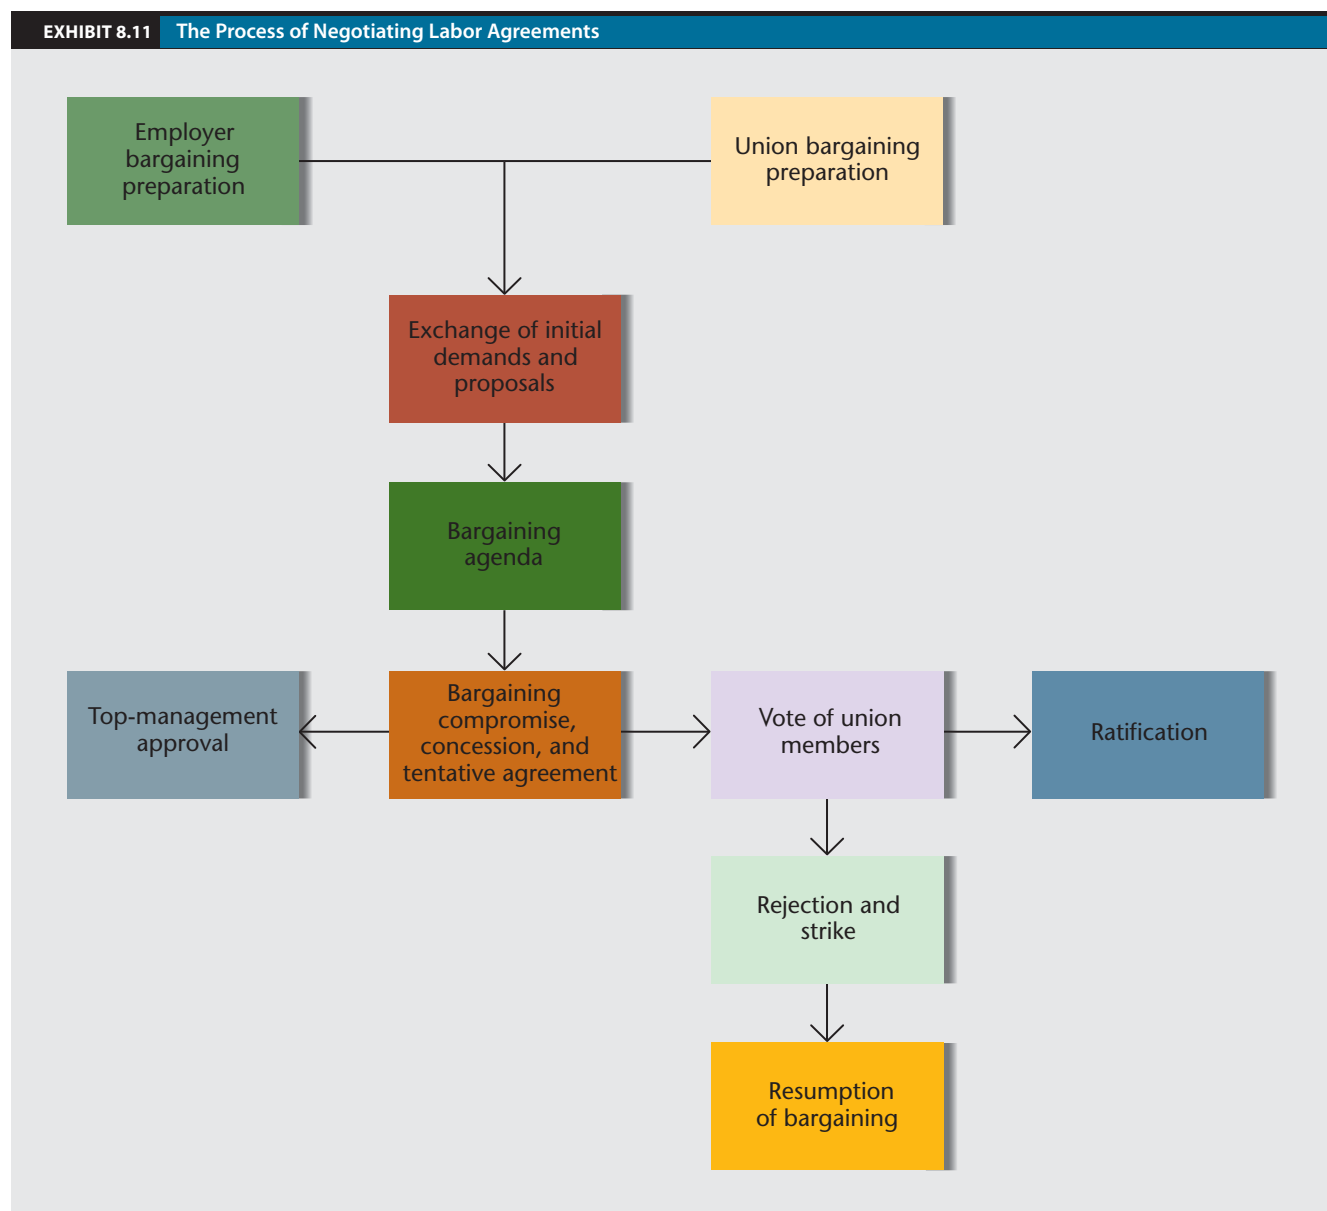 EXHIBIT 8.11 The Process of Negotiating Labor Agreements
Employer
bargaining
preparation
Union bargaining
preparation
Exchange of initial
demands and
proposals
Bargaining
agenda
Top-management
approval
Bargaining
compromise,
concession, and
tentative agreement
Vote of union
members
Ratification
Rejection and
strike
Resumption
of bargaining